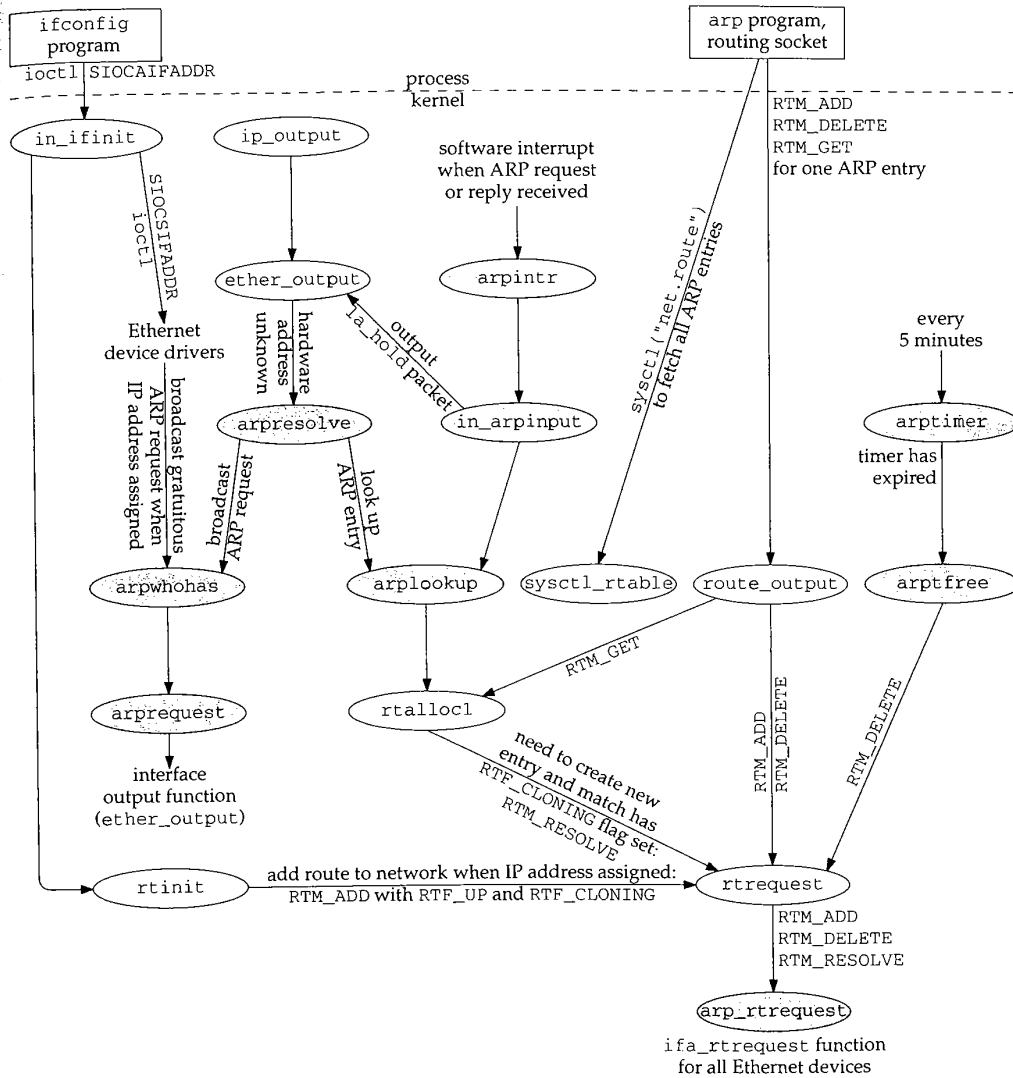 ifconfig
program
arp program,
routing socket
ioctl SIOCAIFADDR
process
kernel
RTM_ADD
RTM_DELETE
RTM_GET
for one ARP entry
in_ifinit
ip_output
software interrupt
when ARP request
or reply received
SIOCSIFADDR
ioctl
sysctl("net.route")
to fetch all ARP entries
ether_output
arpintr
output
la_hold packet
hardware
address
unknown
Ethernet
device drivers
every
5 minutes
broadcast gratuitous
ARP request when
IP address assigned
arpresolve
in_arpinput
arptimer
timer has
expired
broadcast
ARP request
look up
ARP entry
arpwhohas
arplookup
sysctl_rtable
route_output
arptfree
RTM_GET
arprequest
rtalloc1
RTM_ADD
RTM_DELETE
RTM_DELETE
interface
output function
(ether_output)
need to create new
entry and match has
RTF_CLONING flag set:
RTM_RESOLVE
rtinit
add route to network when IP address assigned:
RTM_ADD with RTF_UP and RTF_CLONING
rtrequest
RTM_ADD
RTM_DELETE
RTM_RESOLVE
arp_rtrequest
ifa_rtrequest function
for all Ethernet devices